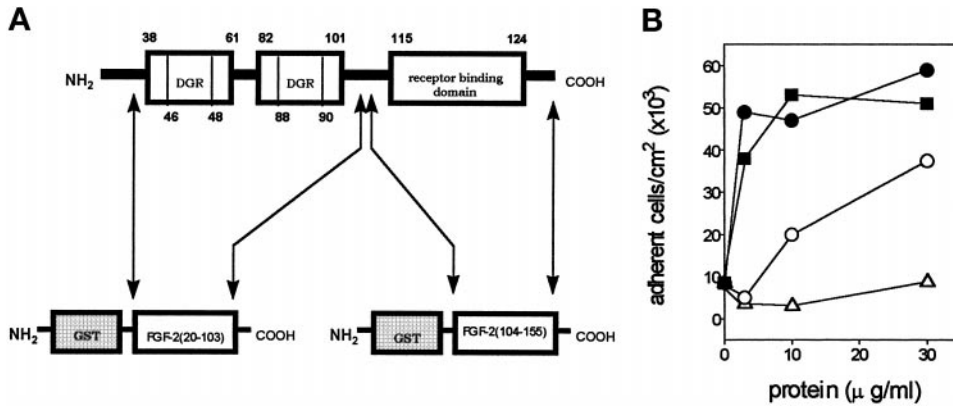 A
38 61 82 101 115 124
NH2 DGR DGR receptor binding domain COOH
46 48 88 90
NH2 GST FGF-2(20-103) COOH
NH2 GST FGF-2(104-155) COOH
B
adherent cells/cm2 (x10^3)
60
50
40
30
20
10
0
0 10 20 30
protein (μ g/ml)